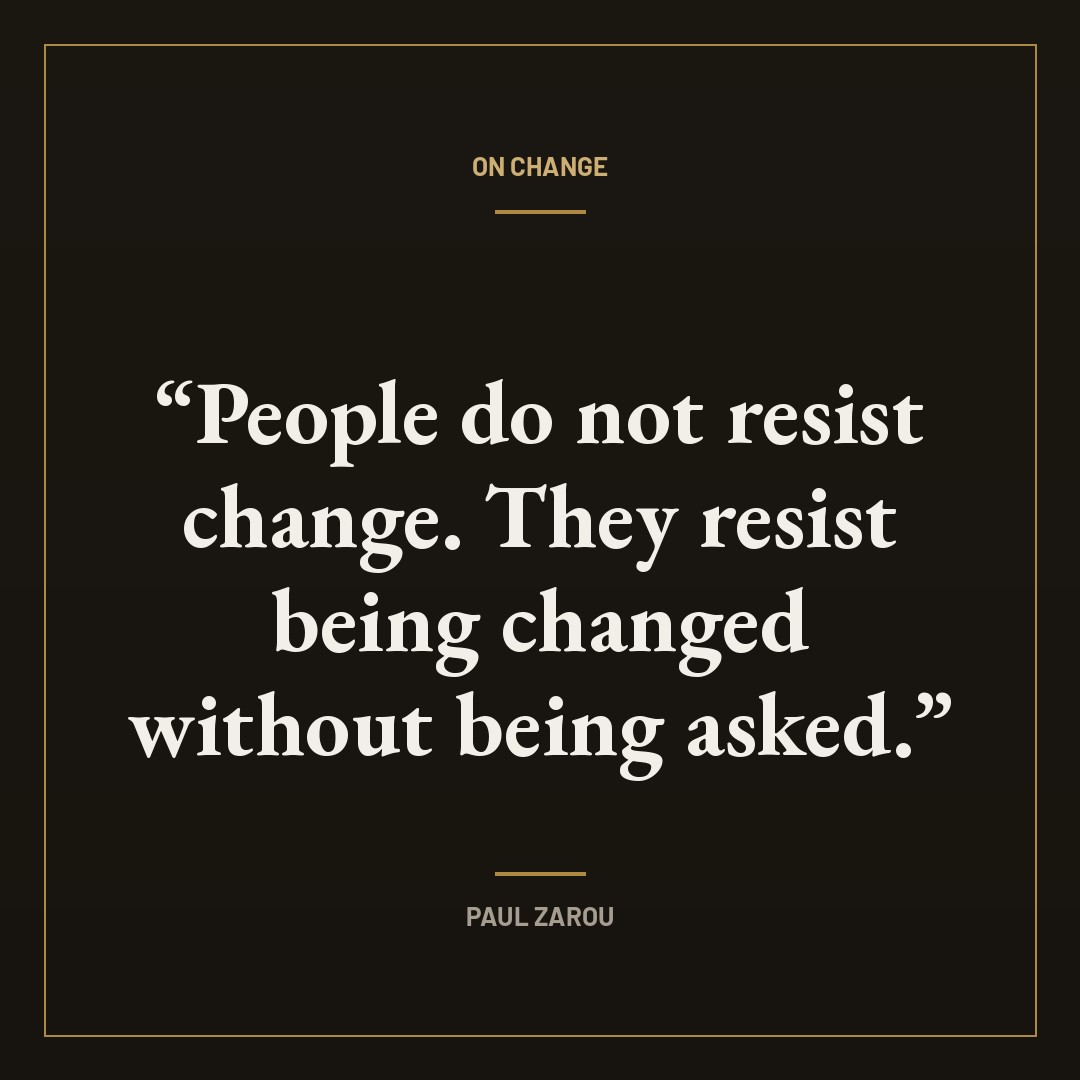 ON CHANGE
“People do not resist
change. They resist
being changed
without being asked.”
PAUL ZAROU